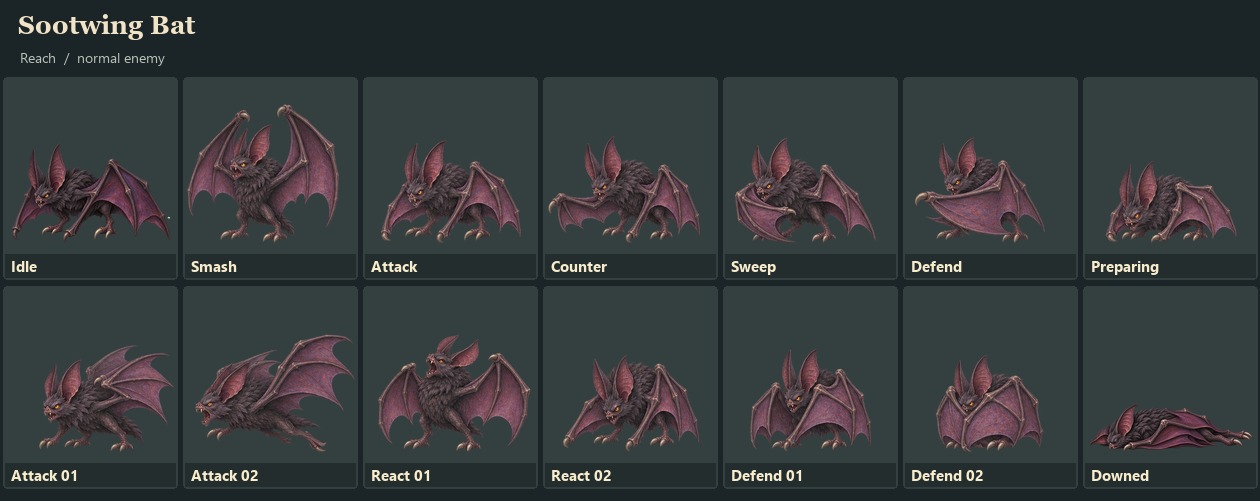 Sootwing Bat
Reach / normal enemy
Idle
Smash
Attack
Counter
Sweep
Defend
Preparing
Attack 01
Attack 02
React 01
React 02
Defend 01
Defend 02
Downed